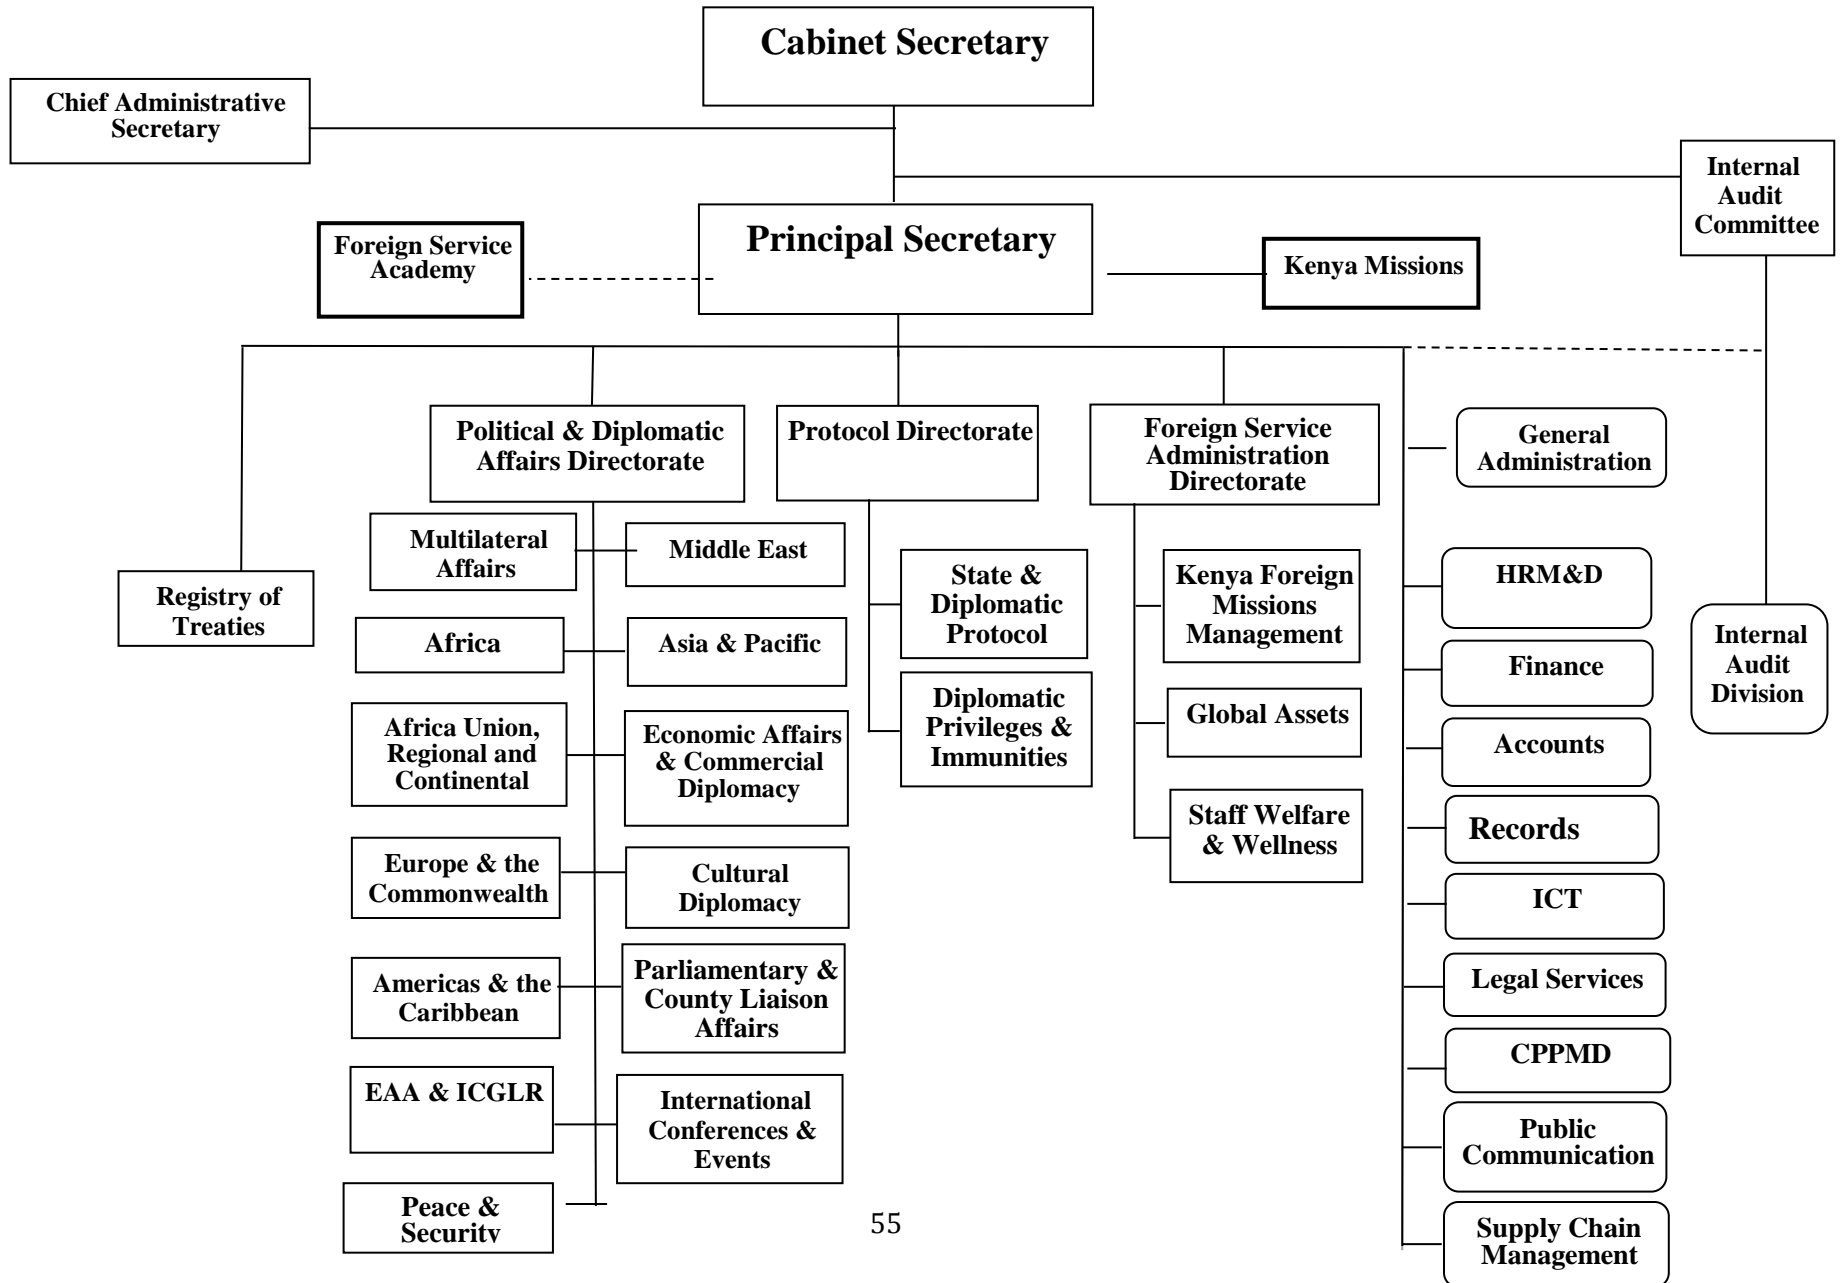 Cabinet Secretary
Chief Administrative
Secretary
Internal
Audit
Committee
Principal Secretary
Foreign Service
Academy
Kenya Missions
Political & Diplomatic
Affairs Directorate
Protocol Directorate
Foreign Service
Administration
Directorate
General
Administration
Registry of
Treaties
Multilateral
Affairs
Middle East
Africa
Asia & Pacific
Africa Union,
Regional and
Continental
Economic Affairs
& Commercial
Diplomacy
Europe & the
Commonwealth
Cultural
Diplomacy
Americas & the
Caribbean
Parliamentary &
County Liaison
Affairs
EAA & ICGLR
International
Conferences &
Events
Peace &
Security
State &
Diplomatic
Protocol
Diplomatic
Privileges &
Immunities
Kenya Foreign
Missions
Management
Global Assets
Staff Welfare
& Wellness
HRM&D
Finance
Accounts
Records
ICT
Legal Services
CPPMD
Public
Communication
Supply Chain
Management
Internal
Audit
Division
55